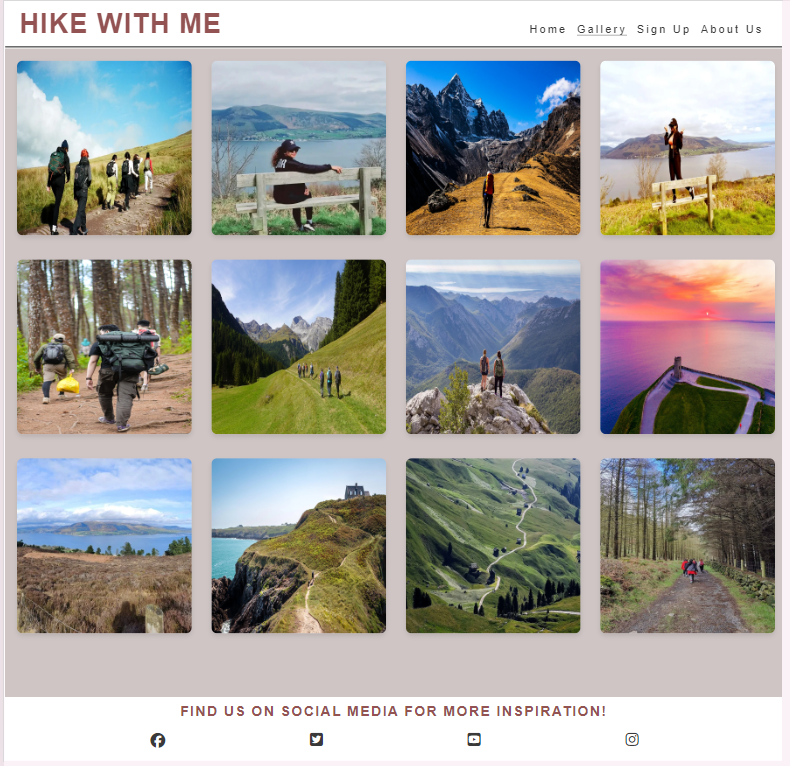 HIKE WITH ME
Home Gallery Sign Up About Us
FIND US ON SOCIAL MEDIA FOR MORE INSPIRATION!